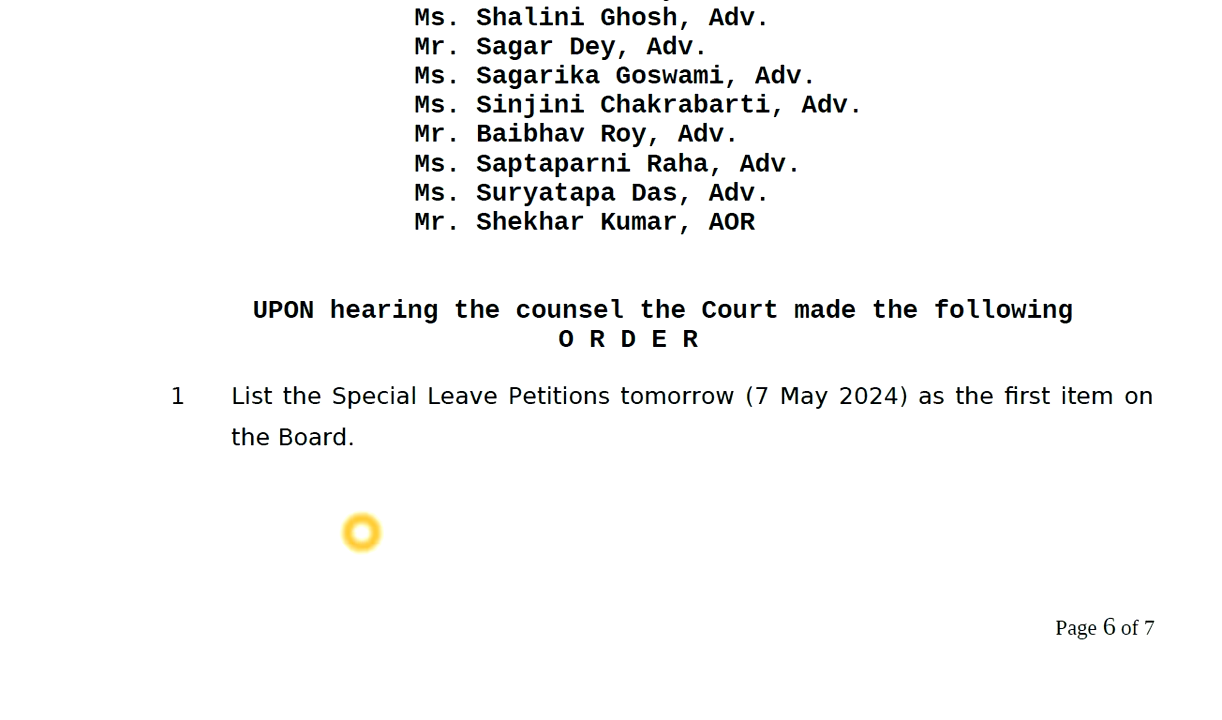 Ms. Shalini Ghosh, Adv.
Mr. Sagar Dey, Adv.
Ms. Sagarika Goswami, Adv.
Ms. Sinjini Chakrabarti, Adv.
Mr. Baibhav Roy, Adv.
Ms. Saptaparni Raha, Adv.
Ms. Suryatapa Das, Adv.
Mr. Shekhar Kumar, AOR
UPON hearing the counsel the Court made the following
O R D E R
1 List the Special Leave Petitions tomorrow (7 May 2024) as the first item on
the Board.
Page 6 of 7